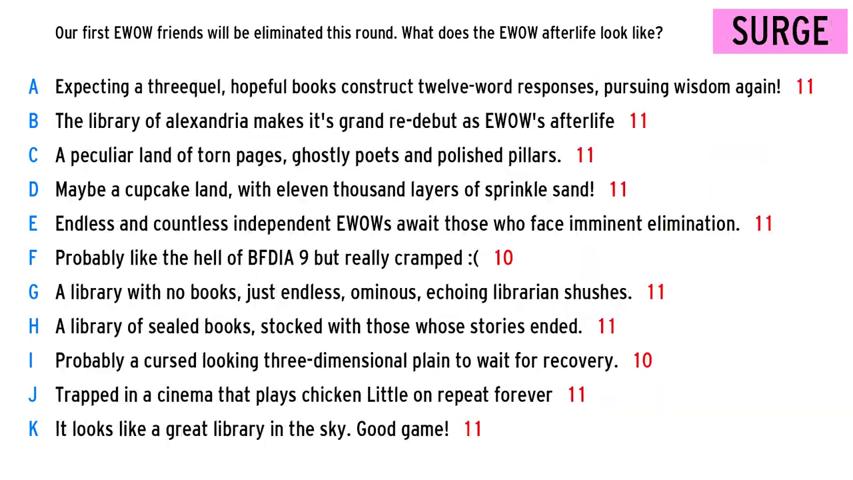 Our first EWOW friends will be eliminated this round. What does the EWOW afterlife look like?
SURGE
A Expecting a threequel, hopeful books construct twelve-word responses, pursuing wisdom again! 11
B The library of alexandria makes it's grand re-debut as EWOW's afterlife 11
C A peculiar land of torn pages, ghostly poets and polished pillars. 11
D Maybe a cupcake land, with eleven thousand layers of sprinkle sand! 11
E Endless and countless independent EWOWs await those who face imminent elimination. 11
F Probably like the hell of BFDIA 9 but really cramped :( 10
G A library with no books, just endless, ominous, echoing librarian shushes. 11
H A library of sealed books, stocked with those whose stories ended. 11
I Probably a cursed looking three-dimensional plain to wait for recovery. 10
J Trapped in a cinema that plays chicken Little on repeat forever 11
K It looks like a great library in the sky. Good game! 11